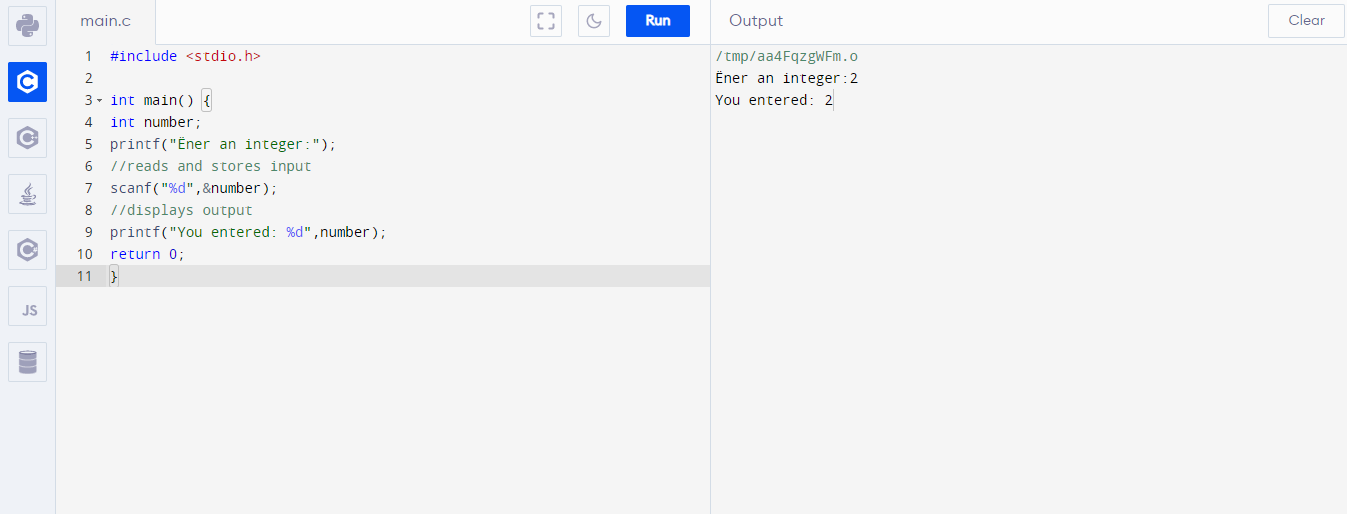 main.c
Run
Output
Clear
1 #include <stdio.h>
2
3 int main() {
4 int number;
5 printf("Ëner an integer:");
6 //reads and stores input
7 scanf("%d",&number);
8 //displays output
9 printf("You entered: %d",number);
10 return 0;
11 }
JS
/tmp/aa4FqzgWFm.o
Ëner an integer:2
You entered: 2